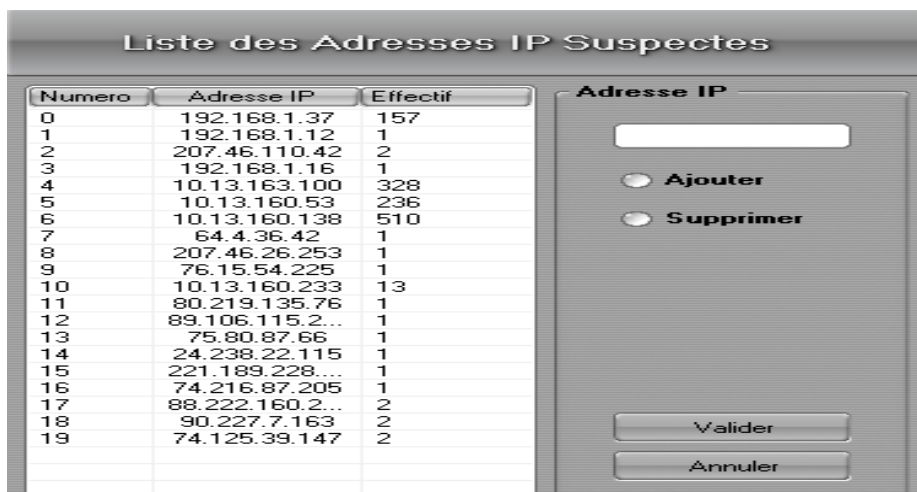 Liste des Adresses IP Suspectes
Numero Adresse IP Effectif
0 192.168.1.37 157
1 192.168.1.12 1
2 207.46.110.42 2
3 192.168.1.16 1
4 10.13.163.100 328
5 10.13.160.53 236
6 10.13.160.138 510
7 64.4.36.42 1
8 207.46.26.253 1
9 76.15.54.225 1
10 10.13.160.233 13
11 80.219.135.76 1
12 89.106.115.2... 1
13 75.80.87.66 1
14 24.238.22.115 1
15 221.189.228.... 1
16 74.216.87.205 1
17 88.222.160.2... 2
18 90.227.7.163 2
19 74.125.39.147 2
Adresse IP
Ajouter
Supprimer
Valider
Annuler